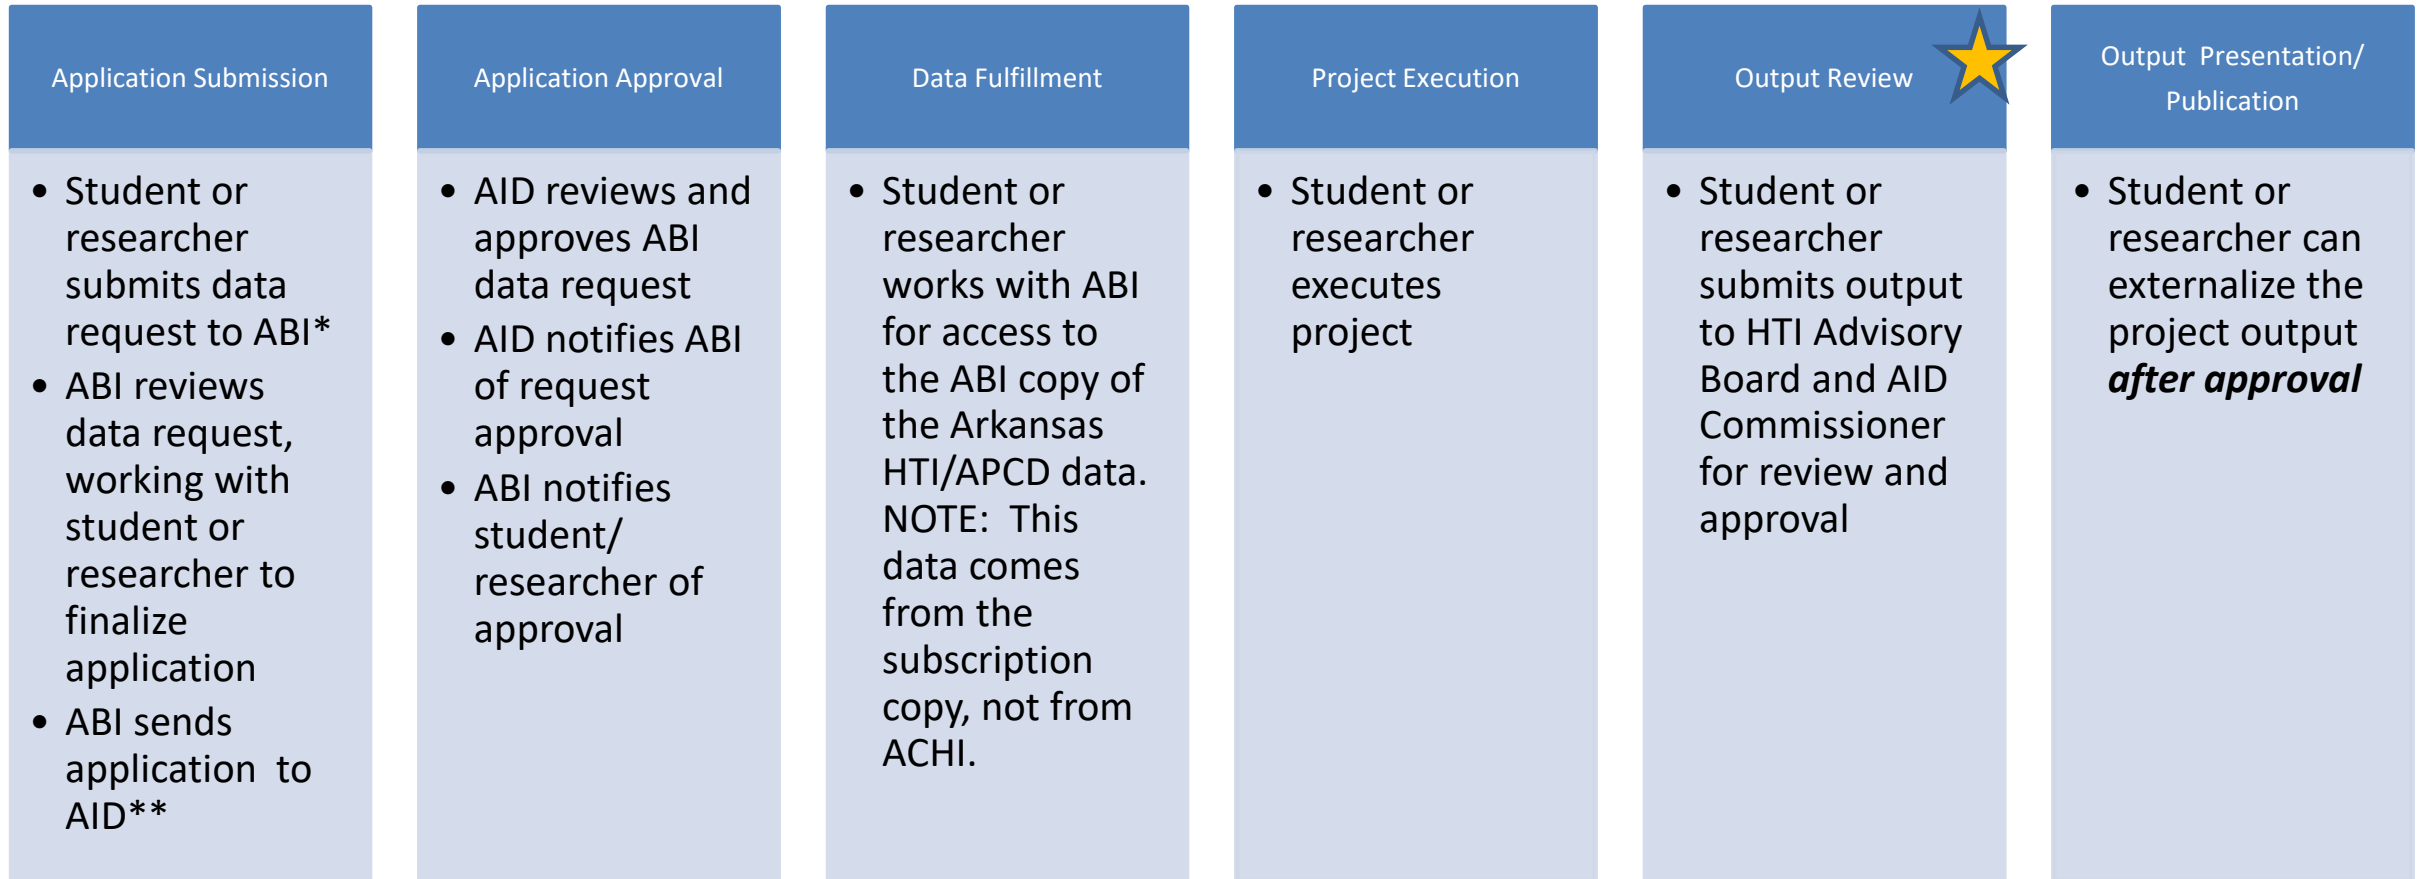 Application Submission
• Student or
researcher
submits data
request to ABI*
• ABI reviews
data request,
working with
student or
researcher to
finalize
application
• ABI sends
application  to
AID**
Application Approval
• AID reviews and
approves ABI
data request
• AID notifies ABI
of request
approval
• ABI notifies
student/
researcher of
approval
Data Fulfillment
• Student or
researcher
works with ABI
for access to
the ABI copy of
the Arkansas
HTI/APCD data.
NOTE:  This
data comes
from the
subscription
copy, not from
ACHI.
Project Execution
• Student or
researcher
executes
project
Output Review
• Student or
researcher
submits output
to HTI Advisory
Board and AID
Commissioner
for review and
approval
Output  Presentation/
Publication
• Student or
researcher can
externalize the
project output
after approval